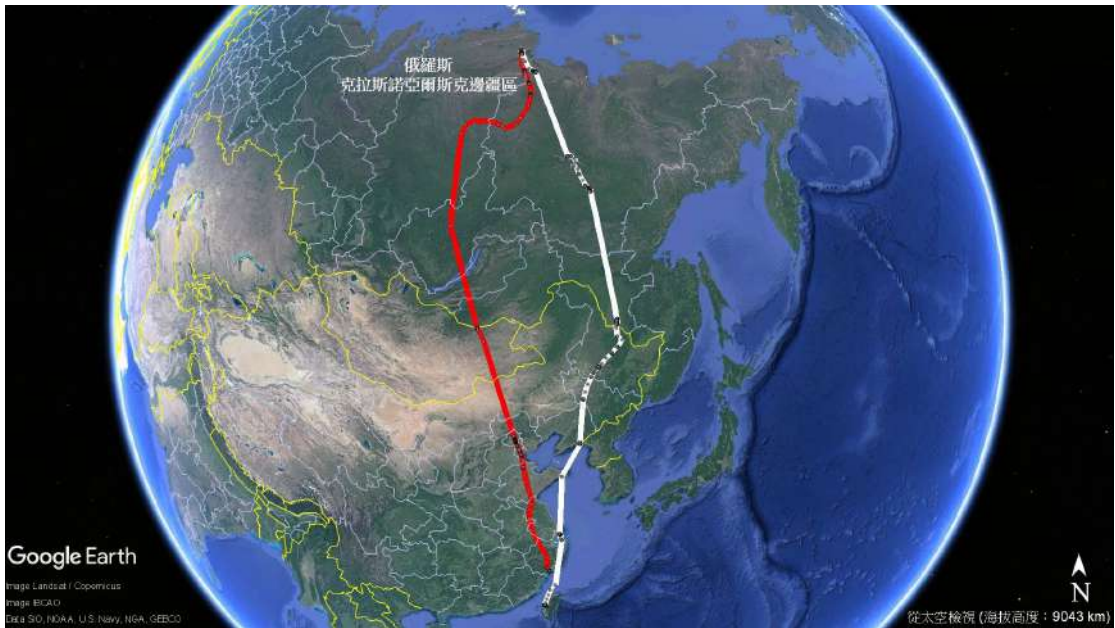 俄羅斯
克拉斯諾亞爾斯克邊疆區
Google Earth
Image Landsat / Copernicus
Image IBCAO
Data SIO, NOAA, U.S. Navy, NGA, GEBCO
N
從太空檢視 (海拔高度：9043 km)